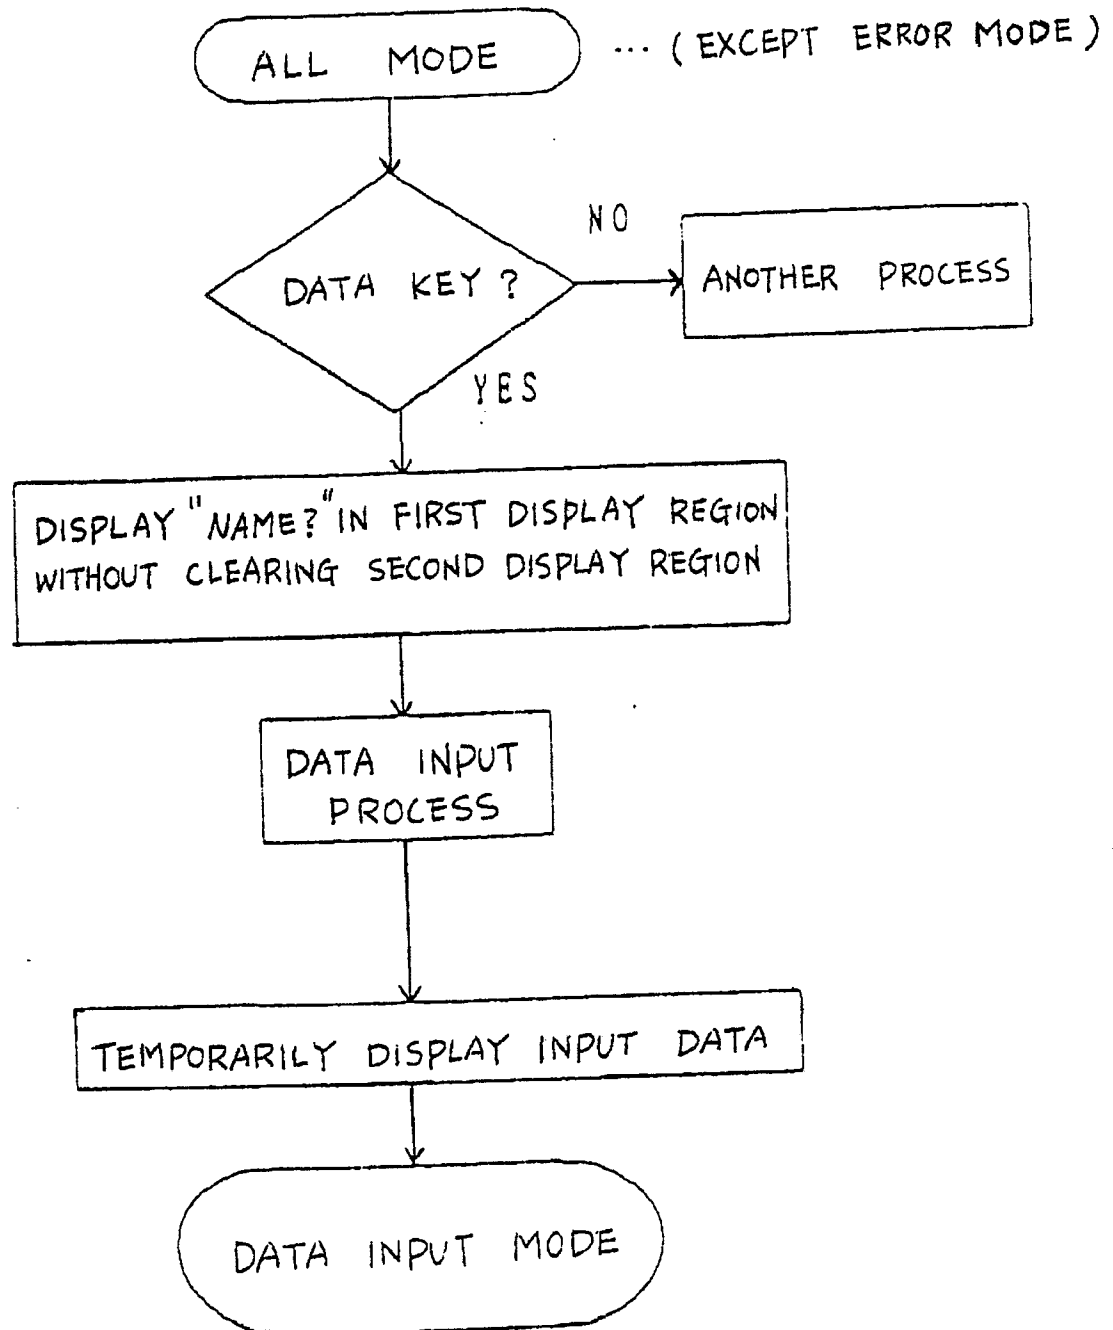 ALL MODE ... (EXCEPT ERROR MODE)
NO
DATA KEY?
ANOTHER PROCESS
YES
DISPLAY "NAME?" IN FIRST DISPLAY REGION
WITHOUT CLEARING SECOND DISPLAY REGION
DATA INPUT
PROCESS
TEMPORARILY DISPLAY INPUT DATA
DATA INPUT MODE